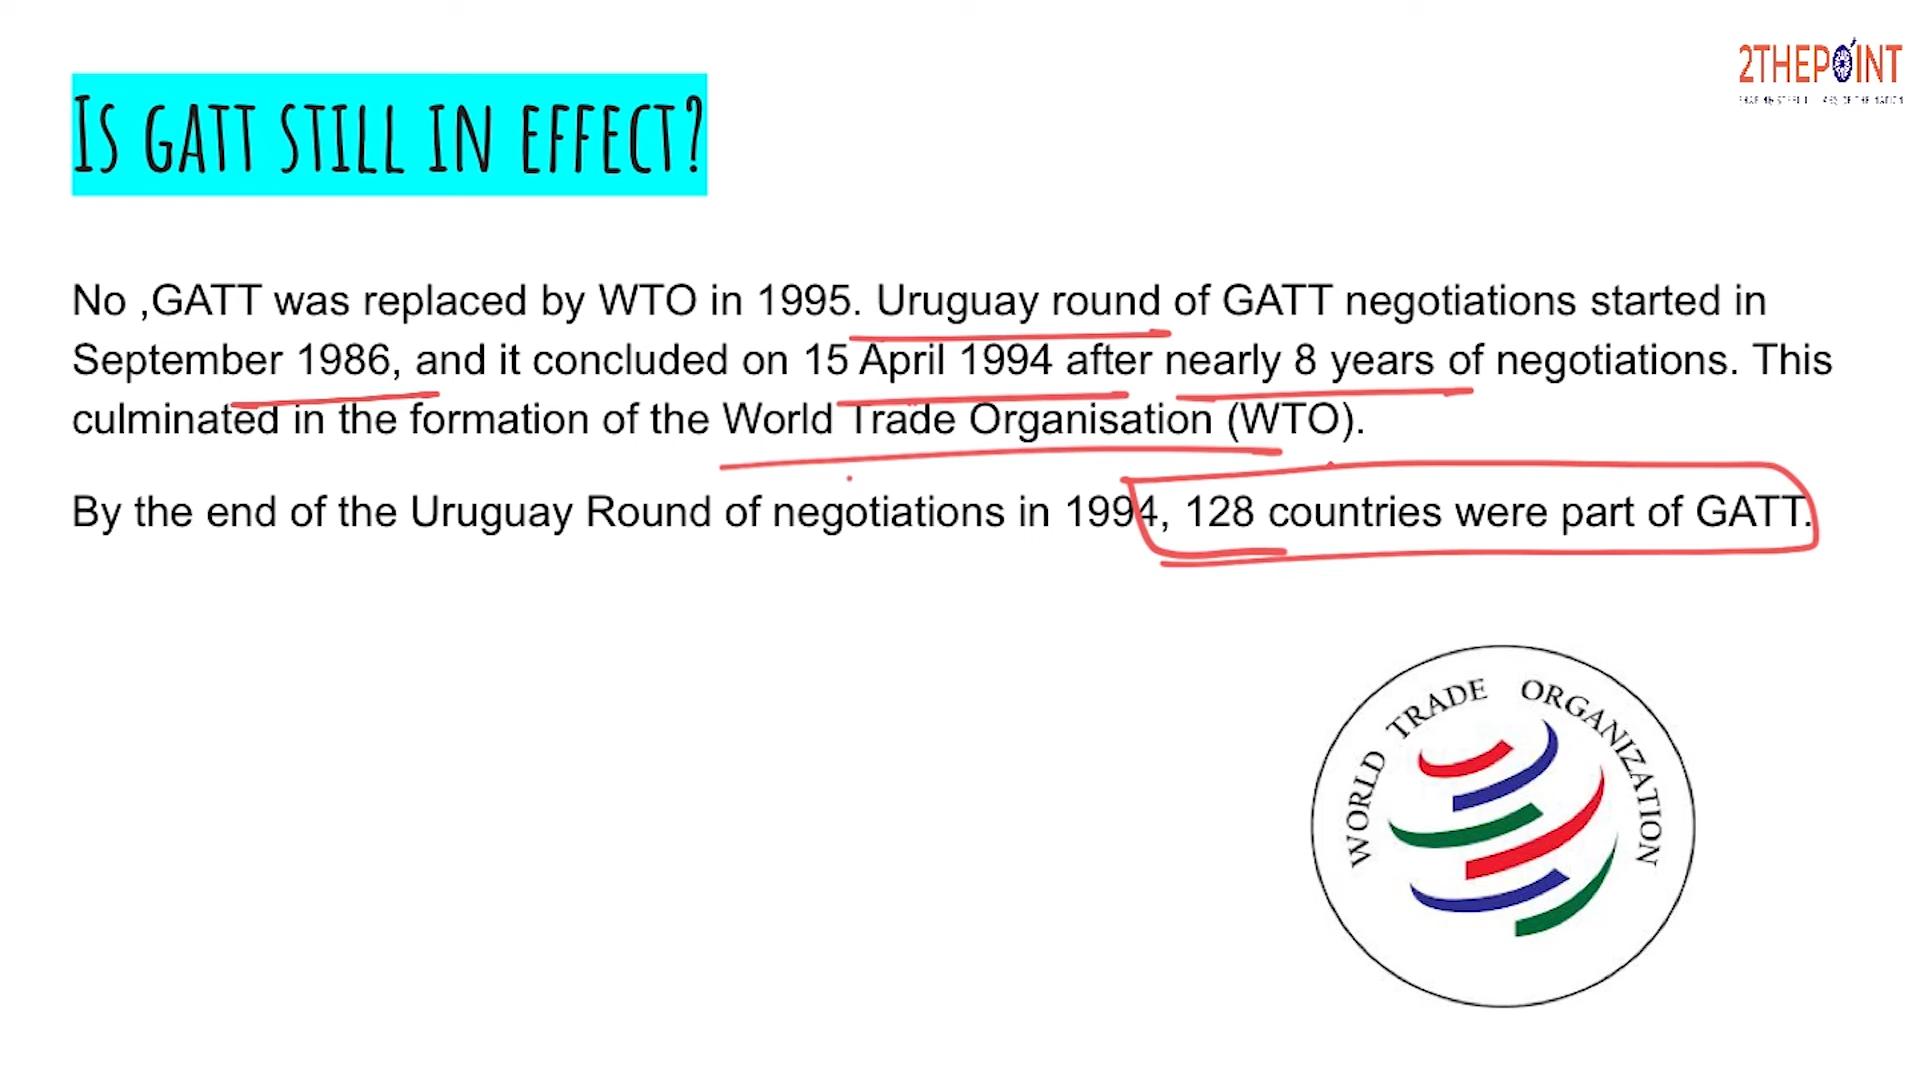 2THEPOINT
IS GATT STILL IN EFFECT?
No ,GATT was replaced by WTO in 1995. Uruguay round of GATT negotiations started in
September 1986, and it concluded on 15 April 1994 after nearly 8 years of negotiations. This
culminated in the formation of the World Trade Organisation (WTO).
By the end of the Uruguay Round of negotiations in 1994, 128 countries were part of GATT.
WORLD TRADE ORGANIZATION